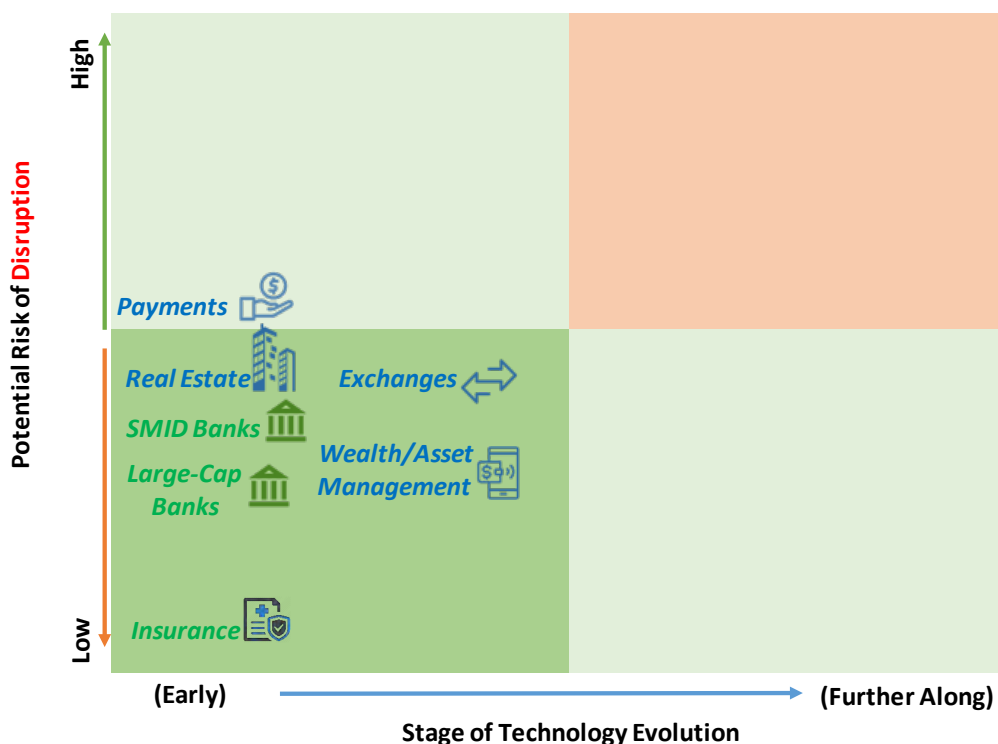 High
Potential Risk of Disruption
Low
Payments
Real Estate
Exchanges
SMID Banks
Wealth/Asset
Management
Large-Cap
Banks
Insurance
(Early)
(Further Along)
Stage of Technology Evolution